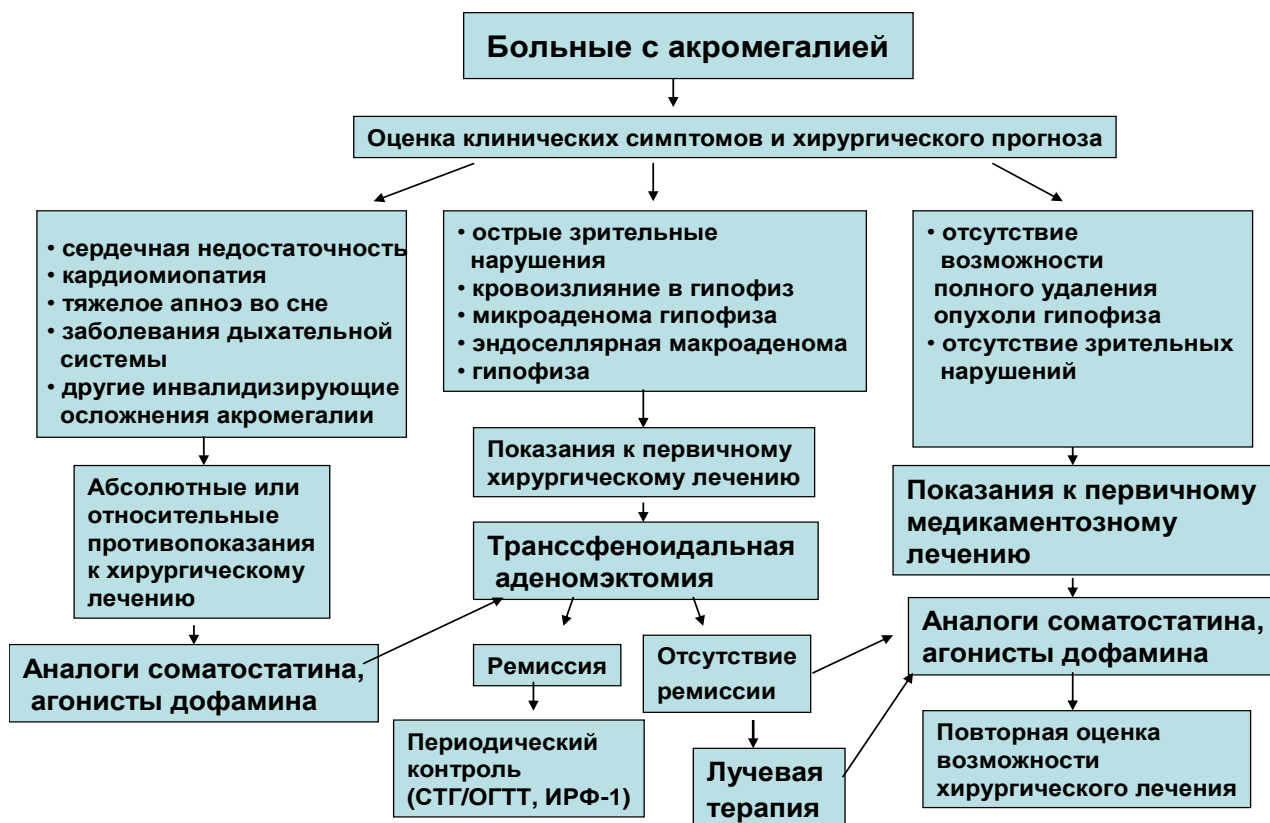 Больные с акромегалией
Оценка клинических симптомов и хирургического прогноза
• сердечная недостаточность
• кардиомиопатия
• тяжелое апноэ во сне
• заболевания дыхательной
системы
• другие инвалидизирующие
осложнения акромегалии
Абсолютные или
относительные
противопоказания
к хирургическому
лечению
Аналоги соматостатина,
агонисты дофамина
• острые зрительные
нарушения
• кровоизлияние в гипофиз
• микроаденома гипофиза
• эндоселлярная макроаденома
• гипофиза
Показания к первичному
хирургическому лечению
Транссфеноидальная
аденомэктомия
Ремиссия
Периодический
контроль
(СТГ/ОГТТ, ИРФ-1)
Отсутствие
ремиссии
Лучевая
терапия
• отсутствие
возможности
полного удаления
опухоли гипофиза
• отсутствие зрительных
нарушений
Показания к первичному
медикаментозному
лечению
Аналоги соматостатина,
агонисты дофамина
Повторная оценка
возможности
хирургического лечения